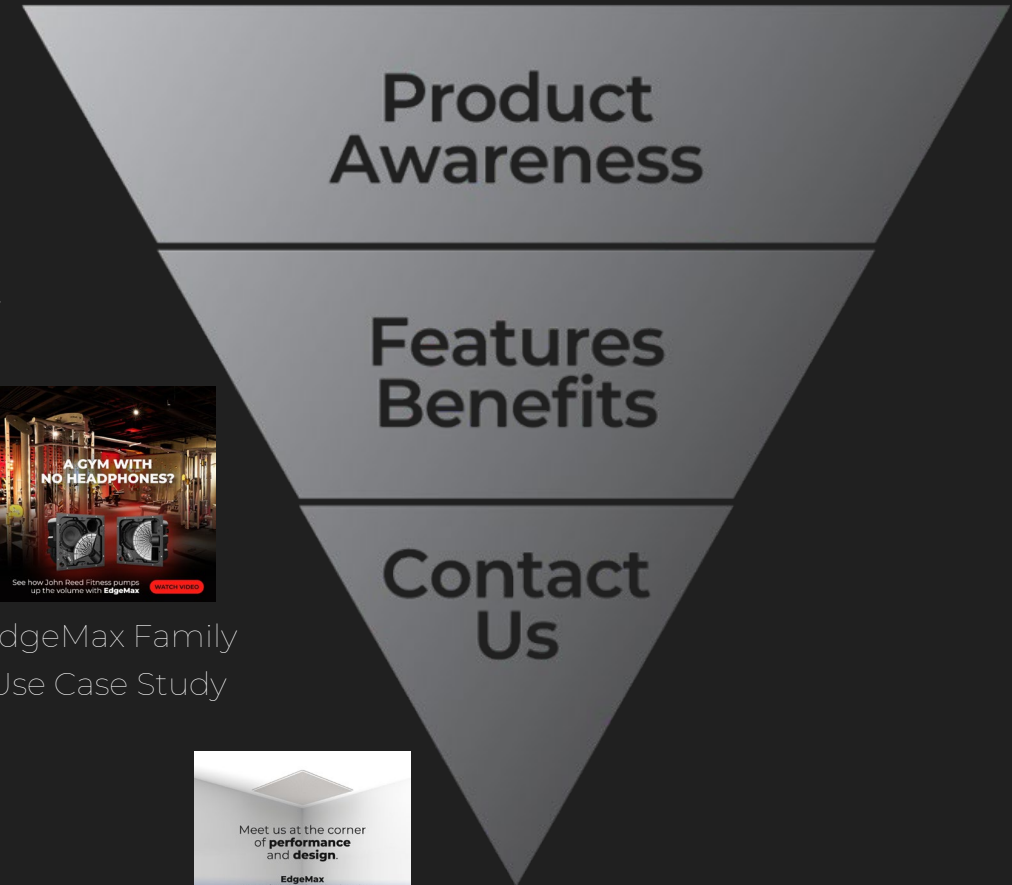 Product
Awareness
Features
Benefits
A GYM WITH
NO HEADPHONES?
See how John Reed Fitness pumps
up the volume with EdgeMax
WATCH VIDEO
dgeMax Family
Use Case Study
Contact
Us
Meet us at the corner
of performance
and design.
EdgeMax